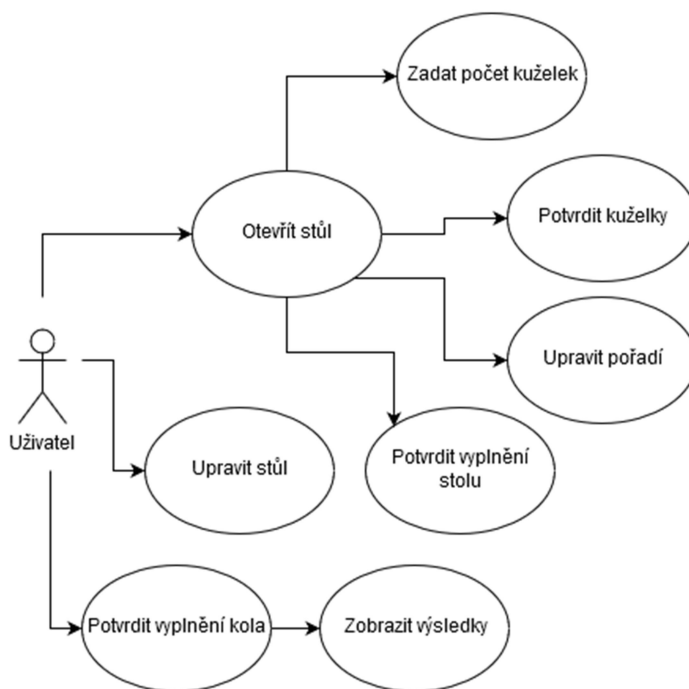 Zadat počet kuželek
Otevřít stůl
Potvrdit kuželky
Upravit pořadí
Uživatel
Upravit stůl
Potvrdit vyplnění
stolu
Potvrdit vyplnění kola
Zobrazit výsledky